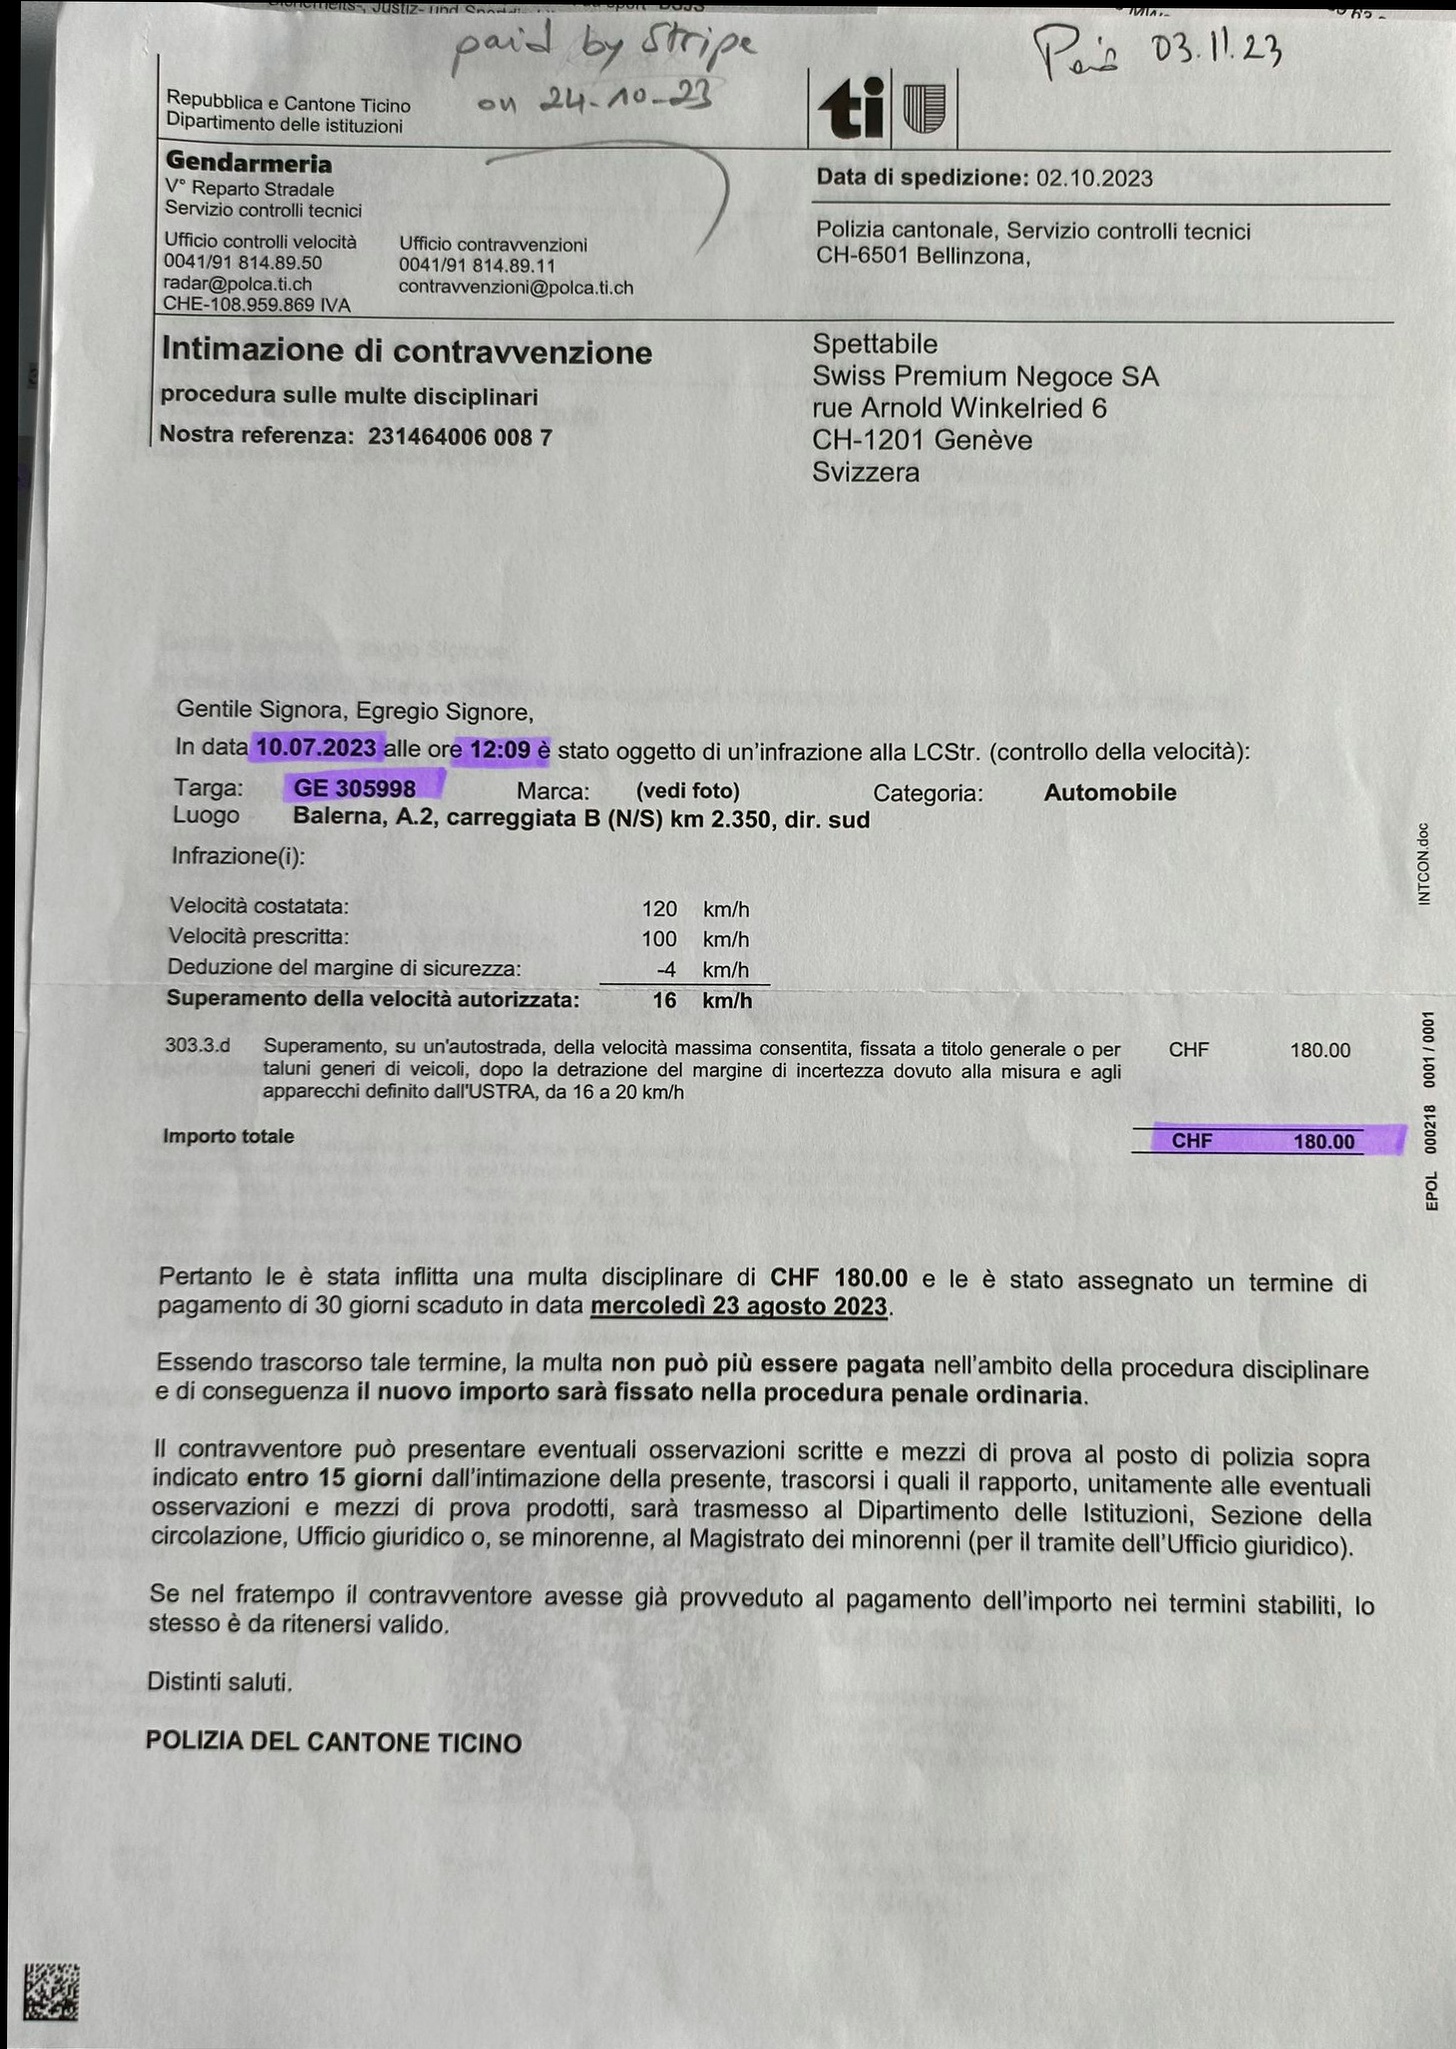 paid by Stripe
on 24-10-23
03.11.23
Repubblica e Cantone Ticino
Dipartimento delle istituzioni
ti
Gendarmeria
V° Reparto Stradale
Servizio controlli tecnici
Ufficio controlli velocità
0041/91 814.89.50
radar@polca.ti.ch
CHE-108.959.869 IVA
Ufficio contravvenzioni
0041/91 814.89.11
contravvenzioni@polca.ti.ch
Data di spedizione: 02.10.2023
Polizia cantonale, Servizio controlli tecnici
CH-6501 Bellinzona,
Intimazione di contravvenzione
procedura sulle multe disciplinari
Nostra referenza: 231464006 008 7
Spettabile
Swiss Premium Negoce SA
rue Arnold Winkelried 6
CH-1201 Genève
Svizzera
Gentile Signora, Egregio Signore,
In data 10.07.2023 alle ore 12:09 è stato oggetto di un'infrazione alla LCStr. (controllo della velocità):
Targa: GE 305998 Marca: (vedi foto) Categoria: Automobile
Luogo Balerna, A.2, carreggiata B (N/S) km 2.350, dir. sud
Infrazione(i):
Velocità costatata: 120 km/h
Velocità prescritta: 100 km/h
Deduzione del margine di sicurezza: -4 km/h
Superamento della velocità autorizzata: 16 km/h
303.3.d Superamento, su un'autostrada, della velocità massima consentita, fissata a titolo generale o per CHF 180.00
taluni generi di veicoli, dopo la detrazione del margine di incertezza dovuto alla misura e agli
apparecchi definito dall'USTRA, da 16 a 20 km/h
Importo totale CHF 180.00
Pertanto le è stata inflitta una multa disciplinare di CHF 180.00 e le è stato assegnato un termine di
pagamento di 30 giorni scaduto in data mercoledì 23 agosto 2023.
Essendo trascorso tale termine, la multa non può più essere pagata nell'ambito della procedura disciplinare
e di conseguenza il nuovo importo sarà fissato nella procedura penale ordinaria.
Il contravventore può presentare eventuali osservazioni scritte e mezzi di prova al posto di polizia sopra
indicato entro 15 giorni dall'intimazione della presente, trascorsi i quali il rapporto, unitamente alle eventuali
osservazioni e mezzi di prova prodotti, sarà trasmesso al Dipartimento delle Istituzioni, Sezione della
circolazione, Ufficio giuridico o, se minorenne, al Magistrato dei minorenni (per il tramite dell'Ufficio giuridico).
Se nel fratempo il contravventore avesse già provveduto al pagamento dell'importo nei termini stabiliti, lo
stesso è da ritenersi valido.
Distinti saluti.
POLIZIA DEL CANTONE TICINO
INTCON.doc
EPOL 000218 0001 / 0001